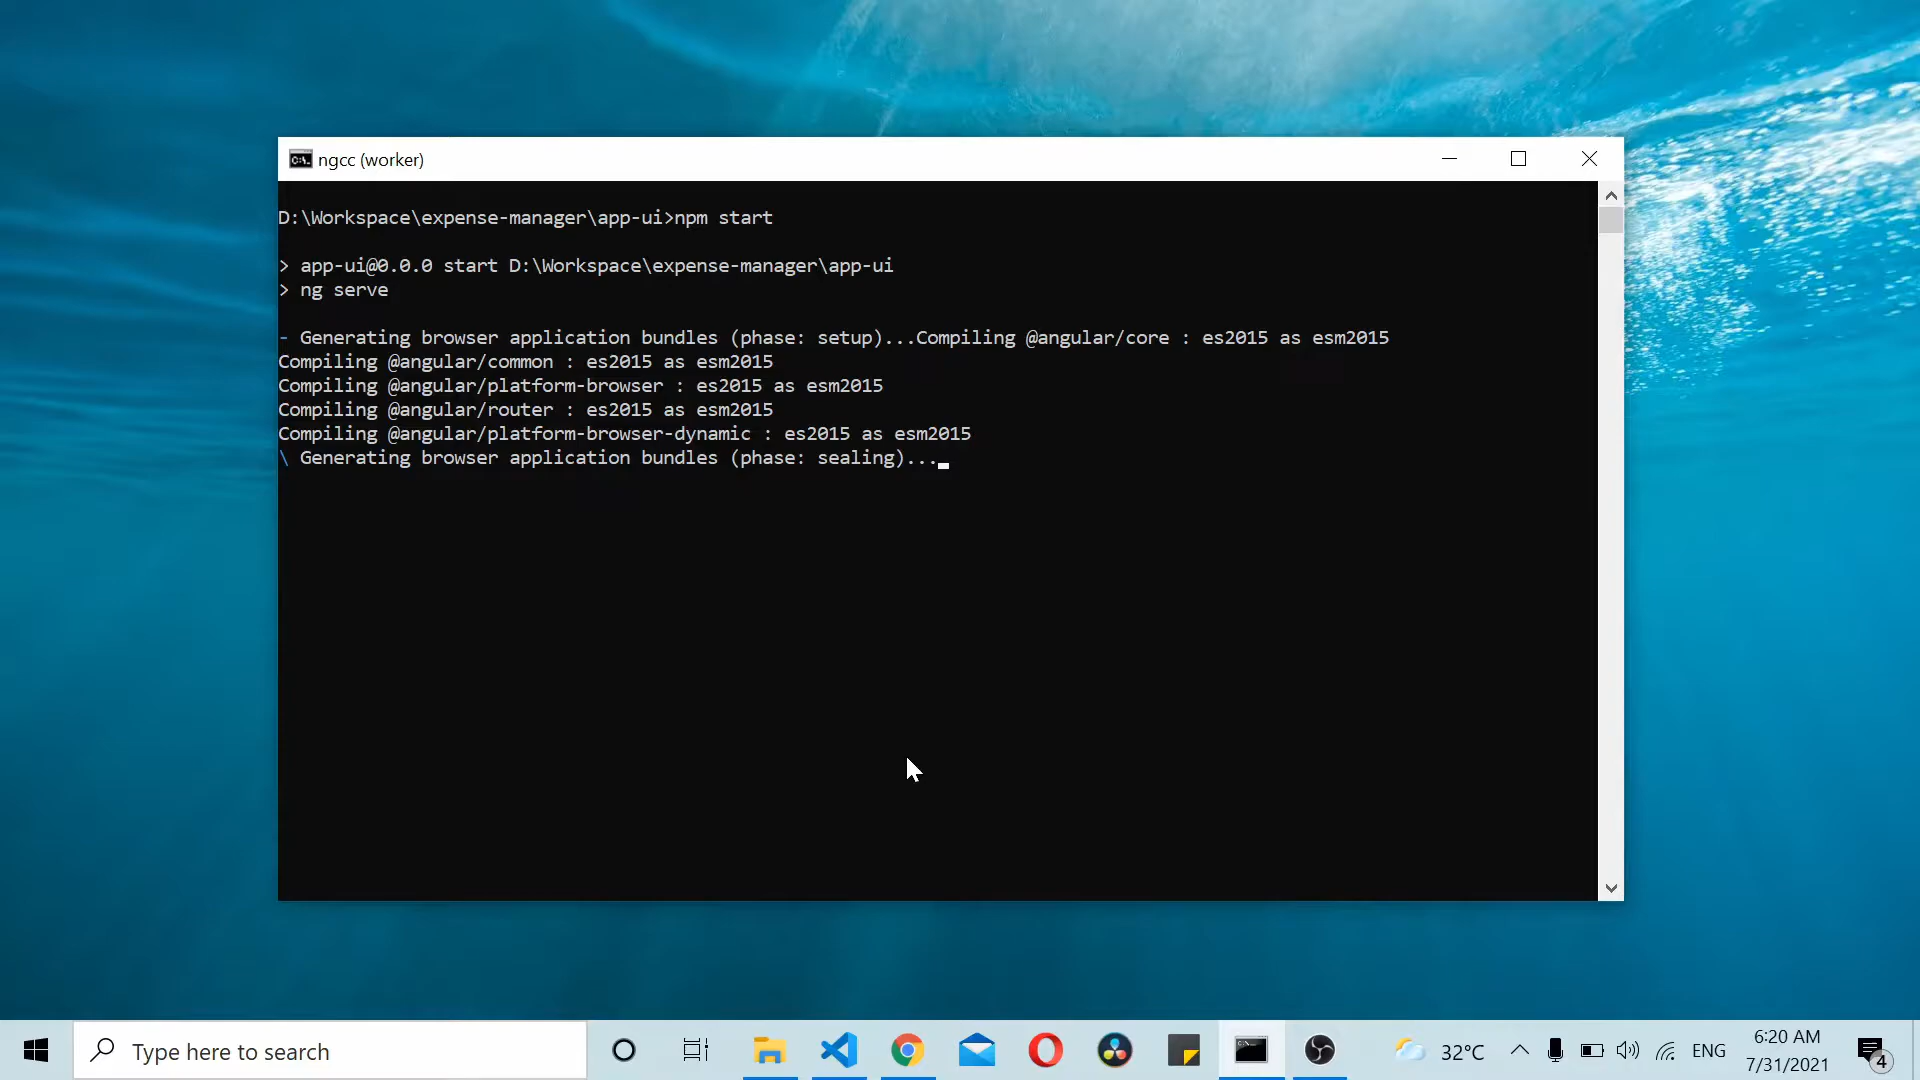 ngcc (worker)
D:\Workspace\expense-manager\app-ui>npm start
> app-ui@0.0.0 start D:\Workspace\expense-manager\app-ui
> ng serve
- Generating browser application bundles (phase: setup)...Compiling @angular/core : es2015 as esm2015
Compiling @angular/common : es2015 as esm2015
Compiling @angular/platform-browser : es2015 as esm2015
Compiling @angular/router : es2015 as esm2015
Compiling @angular/platform-browser-dynamic : es2015 as esm2015
\ Generating browser application bundles (phase: sealing)...
Type here to search
32°C
ENG
6:20 AM
7/31/2021
4